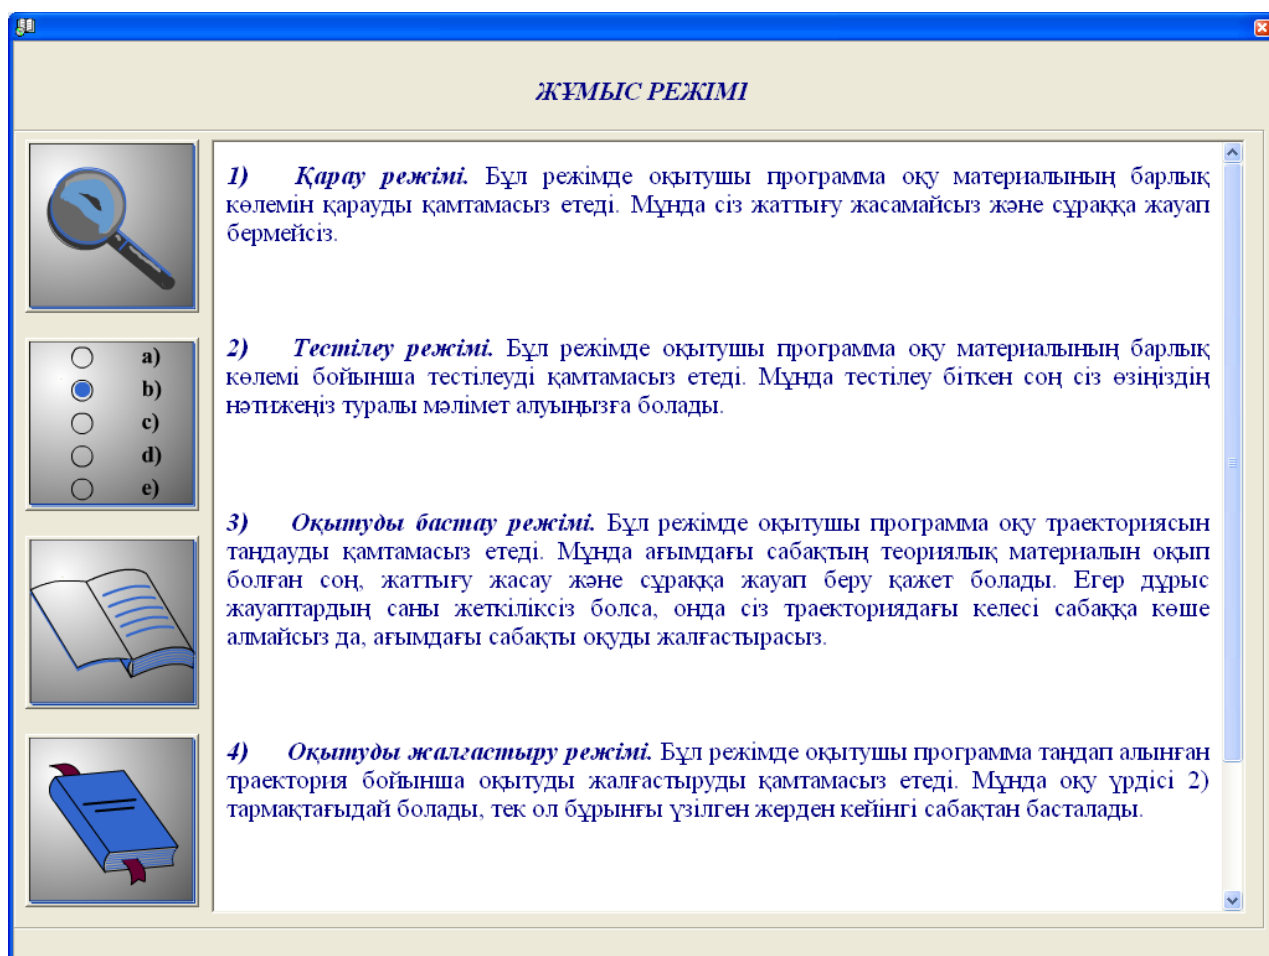 ЖҰМЫС РЕЖІМІ
1) Қарау режімі. Бұл режімде оқытушы программа оқу материалының барлық
көлемін қарауды қамтамасыз етеді. Мұнда сіз жаттығу жасамайсыз және сұраққа жауап
бермейсіз.
a)
b)
c)
d)
e)
2) Тестілеу режімі. Бұл режімде оқытушы программа оқу материалының барлық
көлемі бойынша тестілеуді қамтамасыз етеді. Мұнда тестілеу біткен соң сіз өзіңіздің
нәтижеңіз туралы мәлімет алуыңызға болады.
3) Оқытуды бастау режімі. Бұл режімде оқытушы программа оқу траекториясын
таңдауды қамтамасыз етеді. Мұнда ағымдағы сабақтың теориялық материалын оқып
болған соң, жаттығу жасау және сұраққа жауап беру қажет болады. Егер дұрыс
жауаптардың саны жеткіліксіз болса, онда сіз траекториядағы келесі сабаққа көше
алмайсыз да, ағымдағы сабақты оқуды жалғастырасыз.
4) Оқытуды жалғастыру режімі. Бұл режімде оқытушы программа таңдап алынған
траектория бойынша оқытуды жалғастыруды қамтамасыз етеді. Мұнда оқу үрдісі 2)
тармақтағыдай болады, тек ол бұрынғы үзілген жерден кейінгі сабақтан басталады.